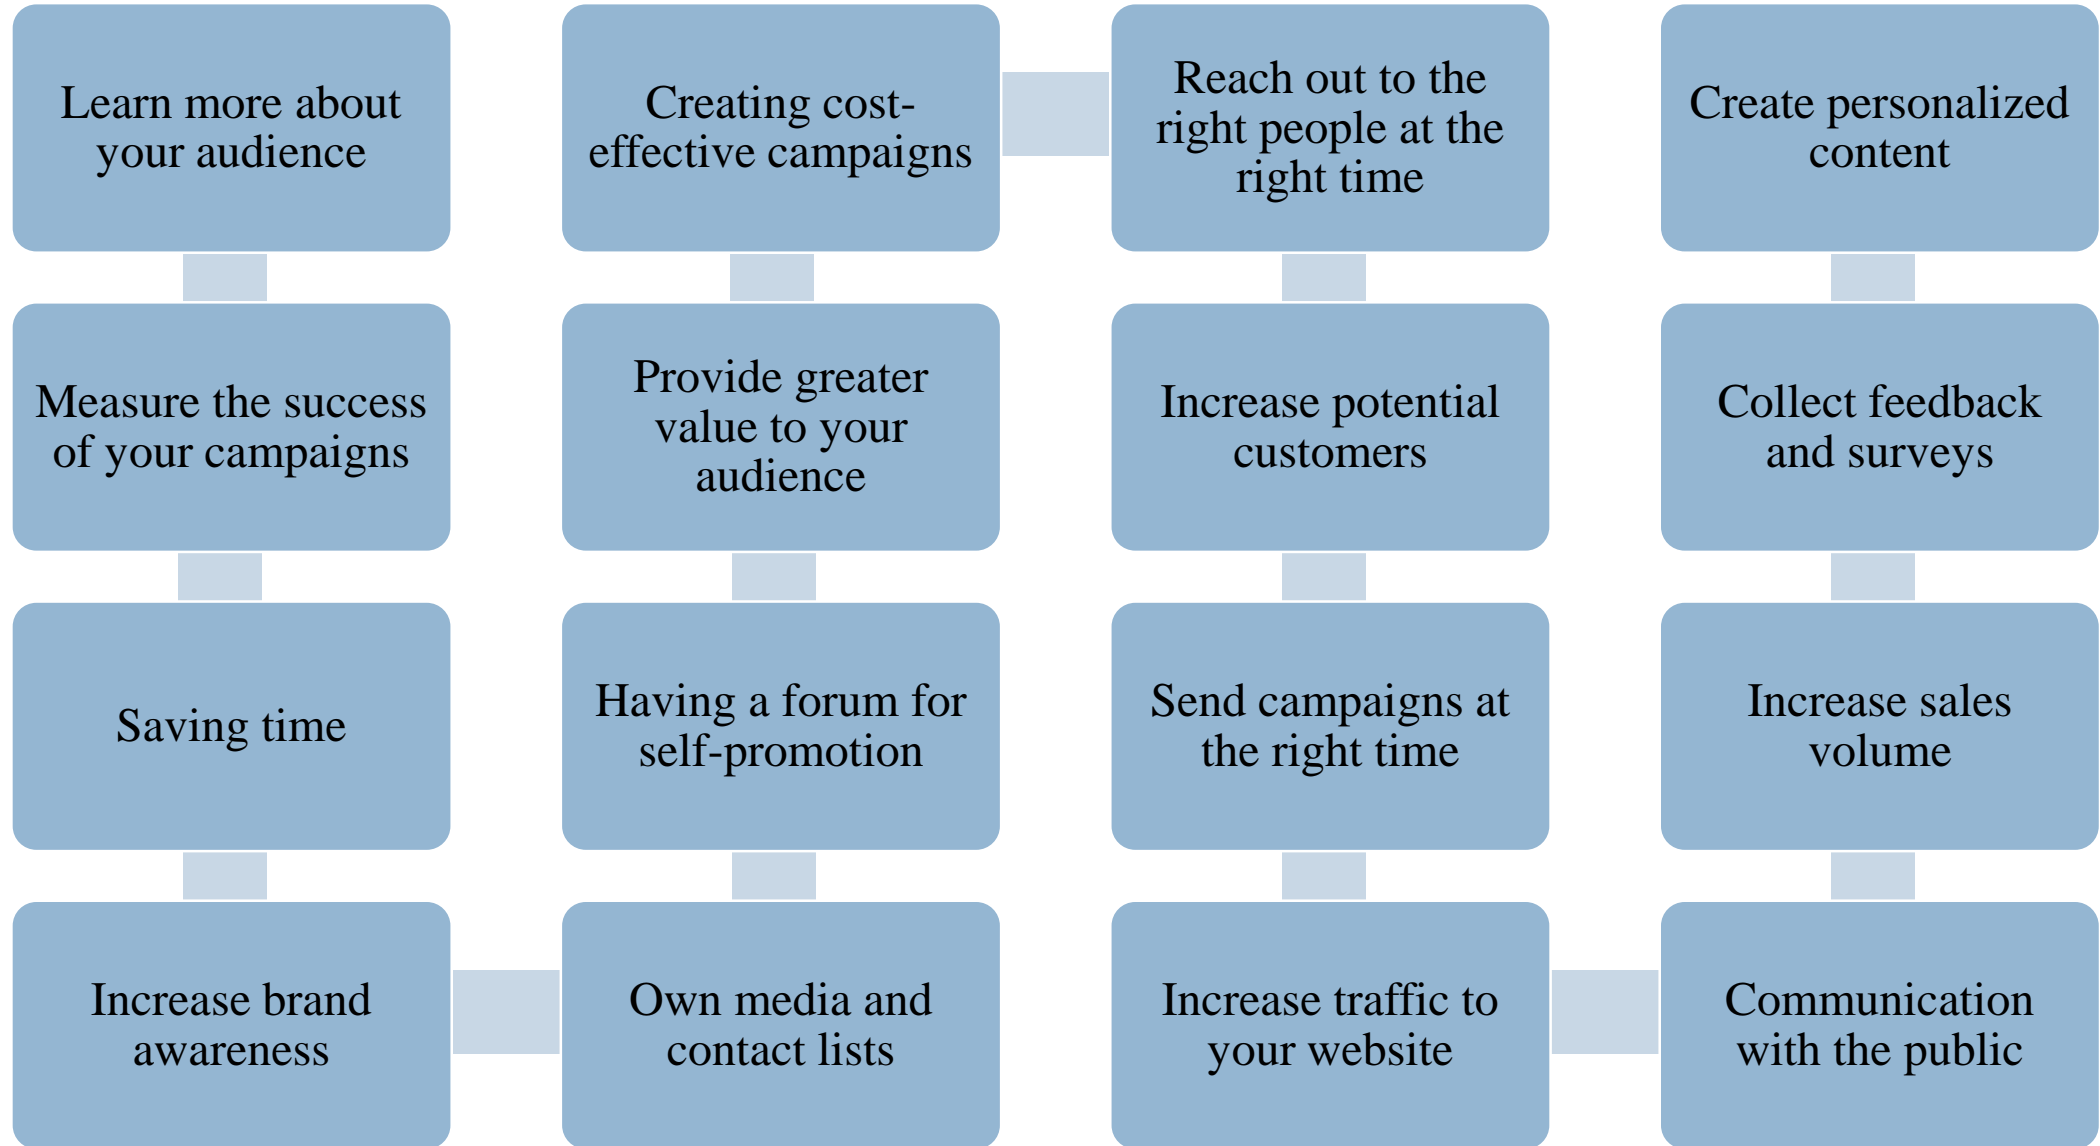 Learn more about
your audience
Measure the success
of your campaigns
Saving time
Increase brand
awareness
Own media and
contact lists
Having a forum for
self-promotion
Provide greater
value to your
audience
Creating cost-
effective campaigns
Reach out to the
right people at the
right time
Increase potential
customers
Send campaigns at
the right time
Increase traffic to
your website
Communication
with the public
Increase sales
volume
Collect feedback
and surveys
Create personalized
content